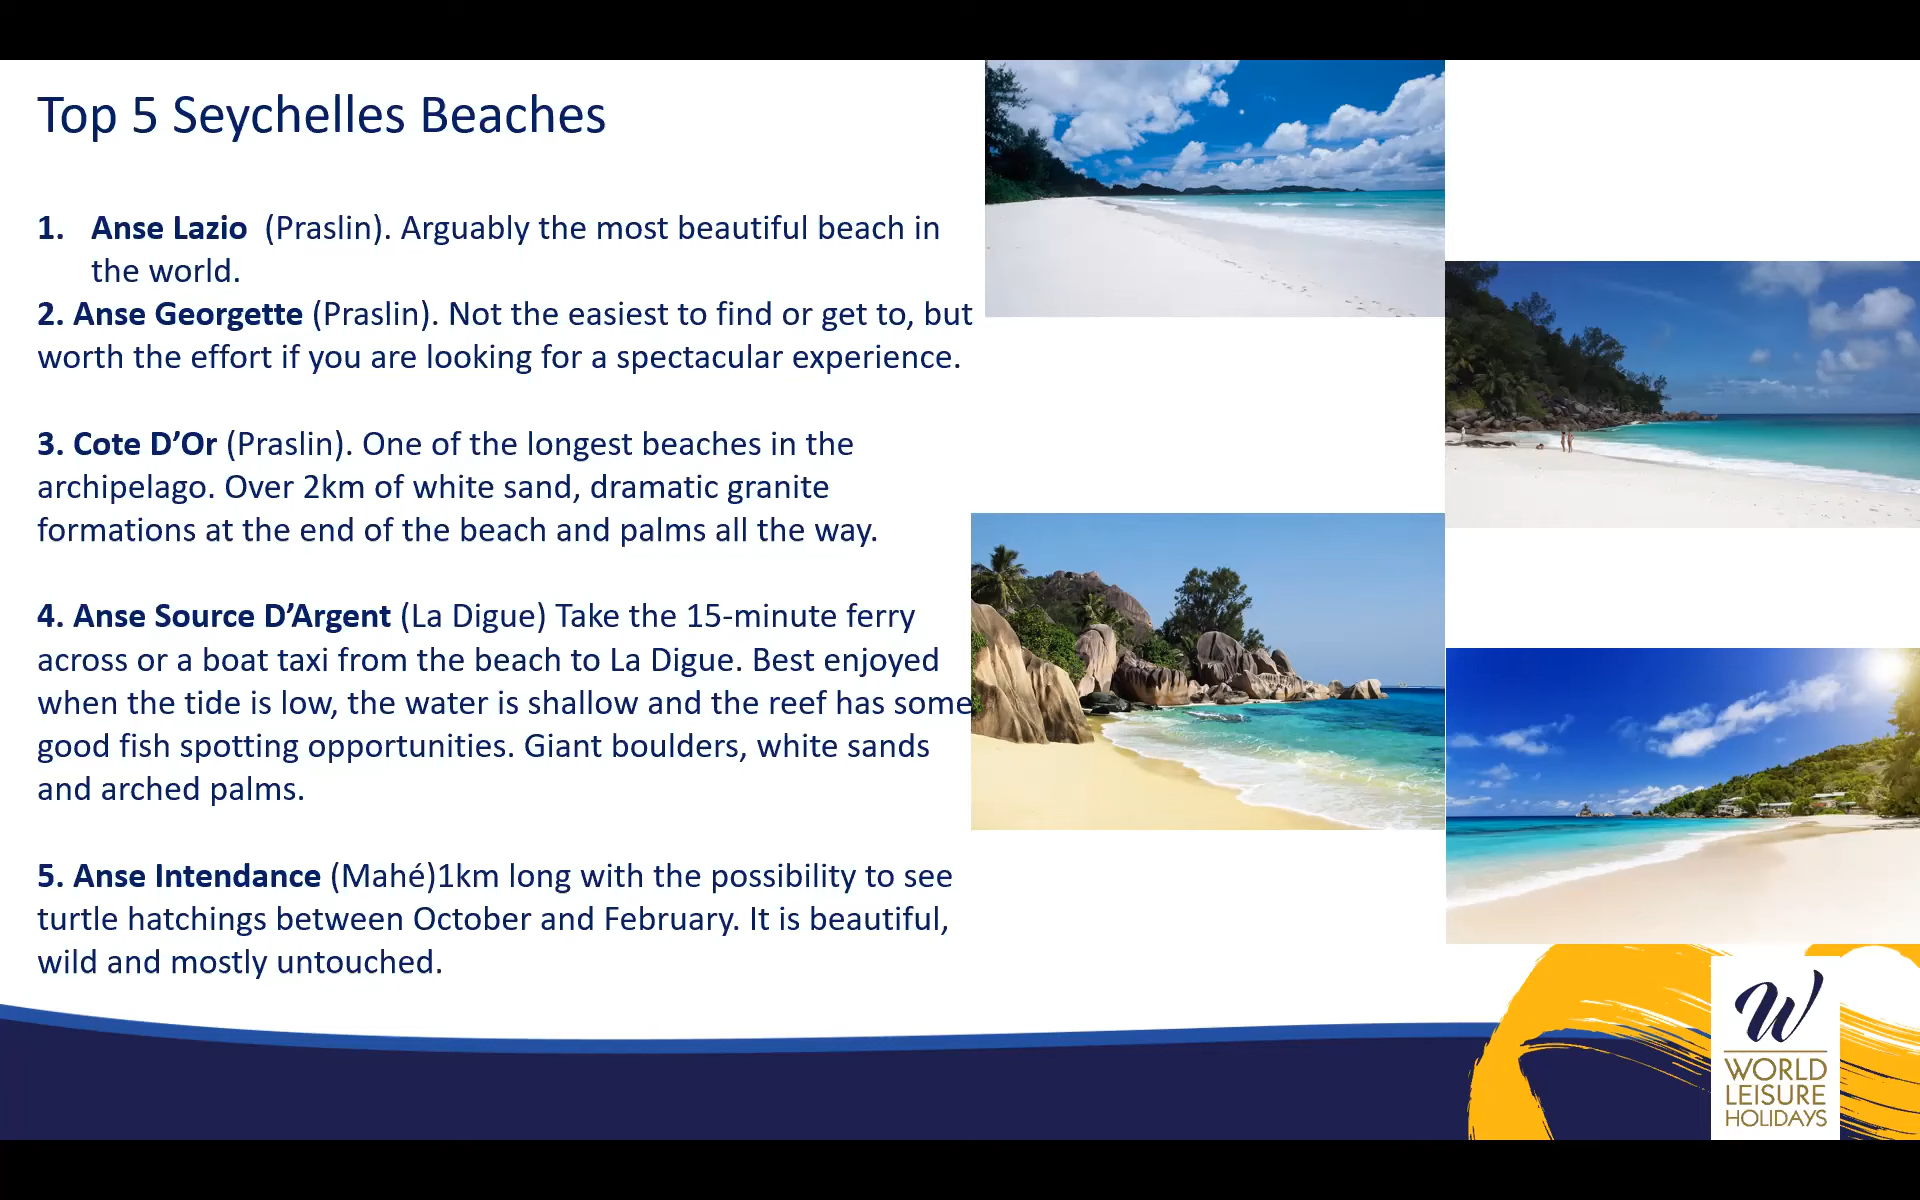 Top 5 Seychelles Beaches
1. Anse Lazio (Praslin). Arguably the most beautiful beach in
the world.
2. Anse Georgette (Praslin). Not the easiest to find or get to, but
worth the effort if you are looking for a spectacular experience.
3. Cote D’Or (Praslin). One of the longest beaches in the
archipelago. Over 2km of white sand, dramatic granite
formations at the end of the beach and palms all the way.
4. Anse Source D’Argent (La Digue) Take the 15-minute ferry
across or a boat taxi from the beach to La Digue. Best enjoyed
when the tide is low, the water is shallow and the reef has some
good fish spotting opportunities. Giant boulders, white sands
and arched palms.
5. Anse Intendance (Mahé)1km long with the possibility to see
turtle hatchings between October and February. It is beautiful,
wild and mostly untouched.
W
WORLD
LEISURE
HOLIDAYS